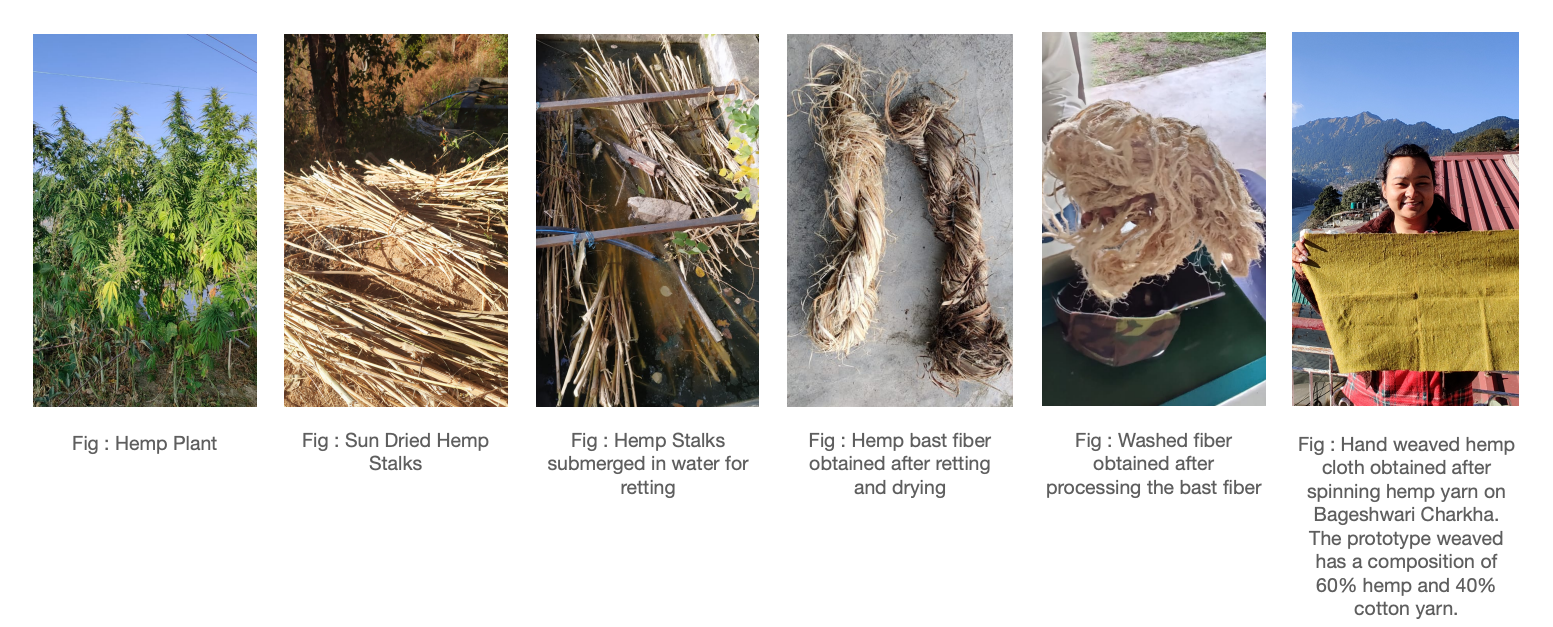 Fig : Hemp Plant
Fig : Sun Dried Hemp
Stalks
Fig : Hemp Stalks
submerged in water for
retting
Fig : Hemp bast fiber
obtained after retting
and drying
Fig : Washed fiber
obtained after
processing the bast fiber
Fig : Hand weaved hemp
cloth obtained after
spinning hemp yarn on
Bageshwari Charkha.
The prototype weaved
has a composition of
60% hemp and 40%
cotton yarn.